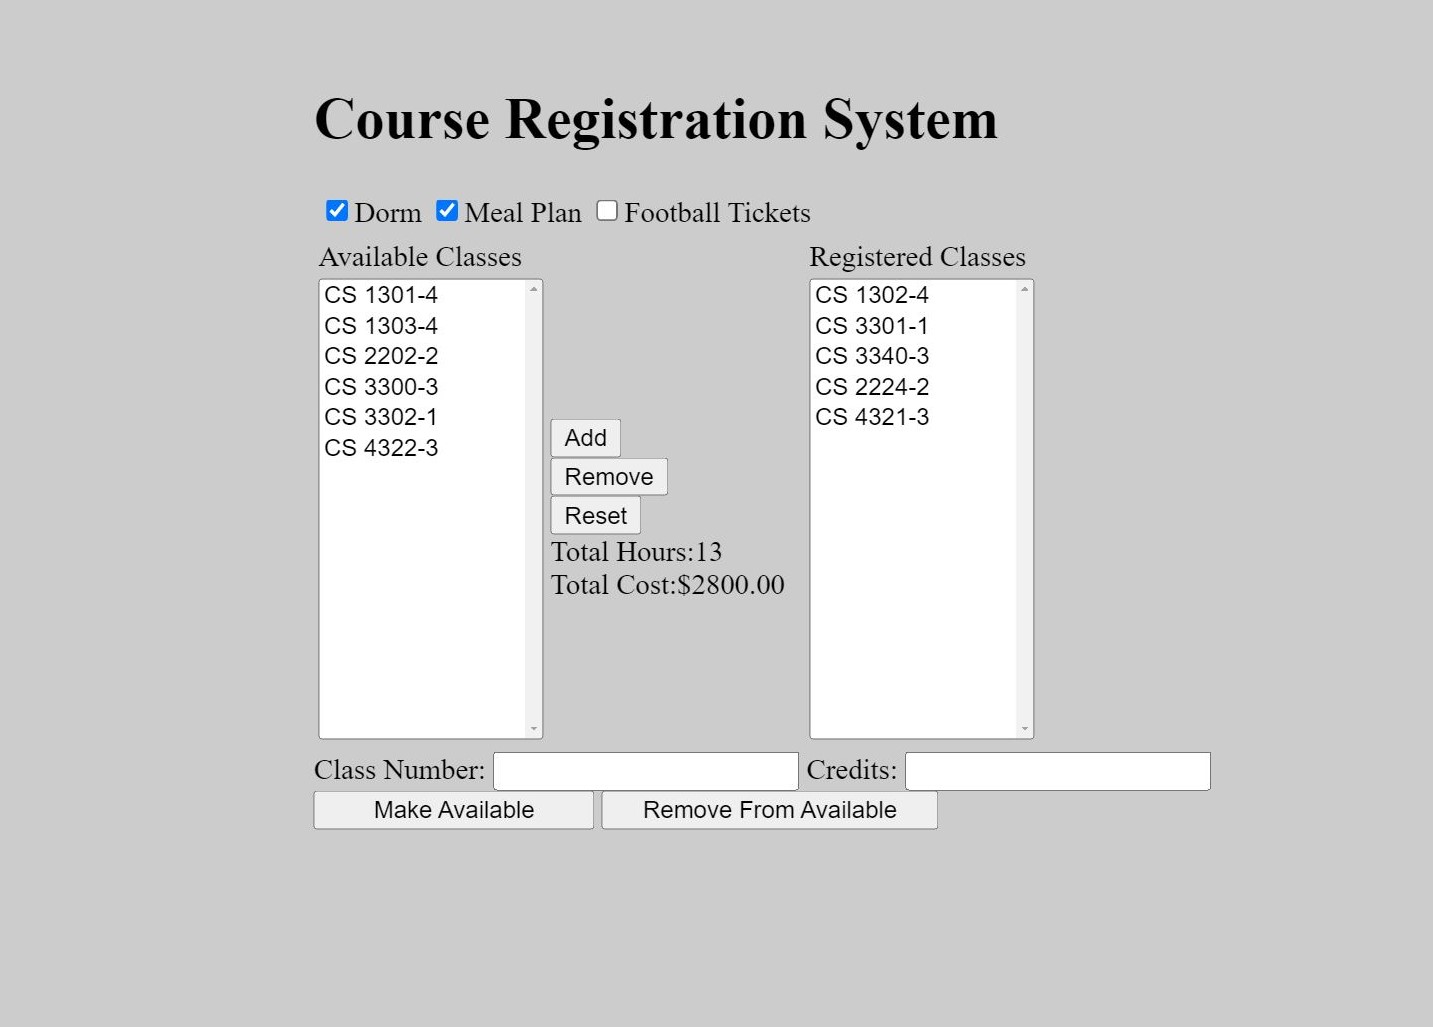 Course Registration System
Dorm Meal Plan Football Tickets
Available Classes
CS 1301-4
CS 1303-4
CS 2202-2
CS 3300-3
CS 3302-1
CS 4322-3
Add
Remove
Reset
Total Hours:13
Total Cost:$2800.00
Registered Classes
CS 1302-4
CS 3301-1
CS 3340-3
CS 2224-2
CS 4321-3
Class Number: Credits:
Make Available Remove From Available